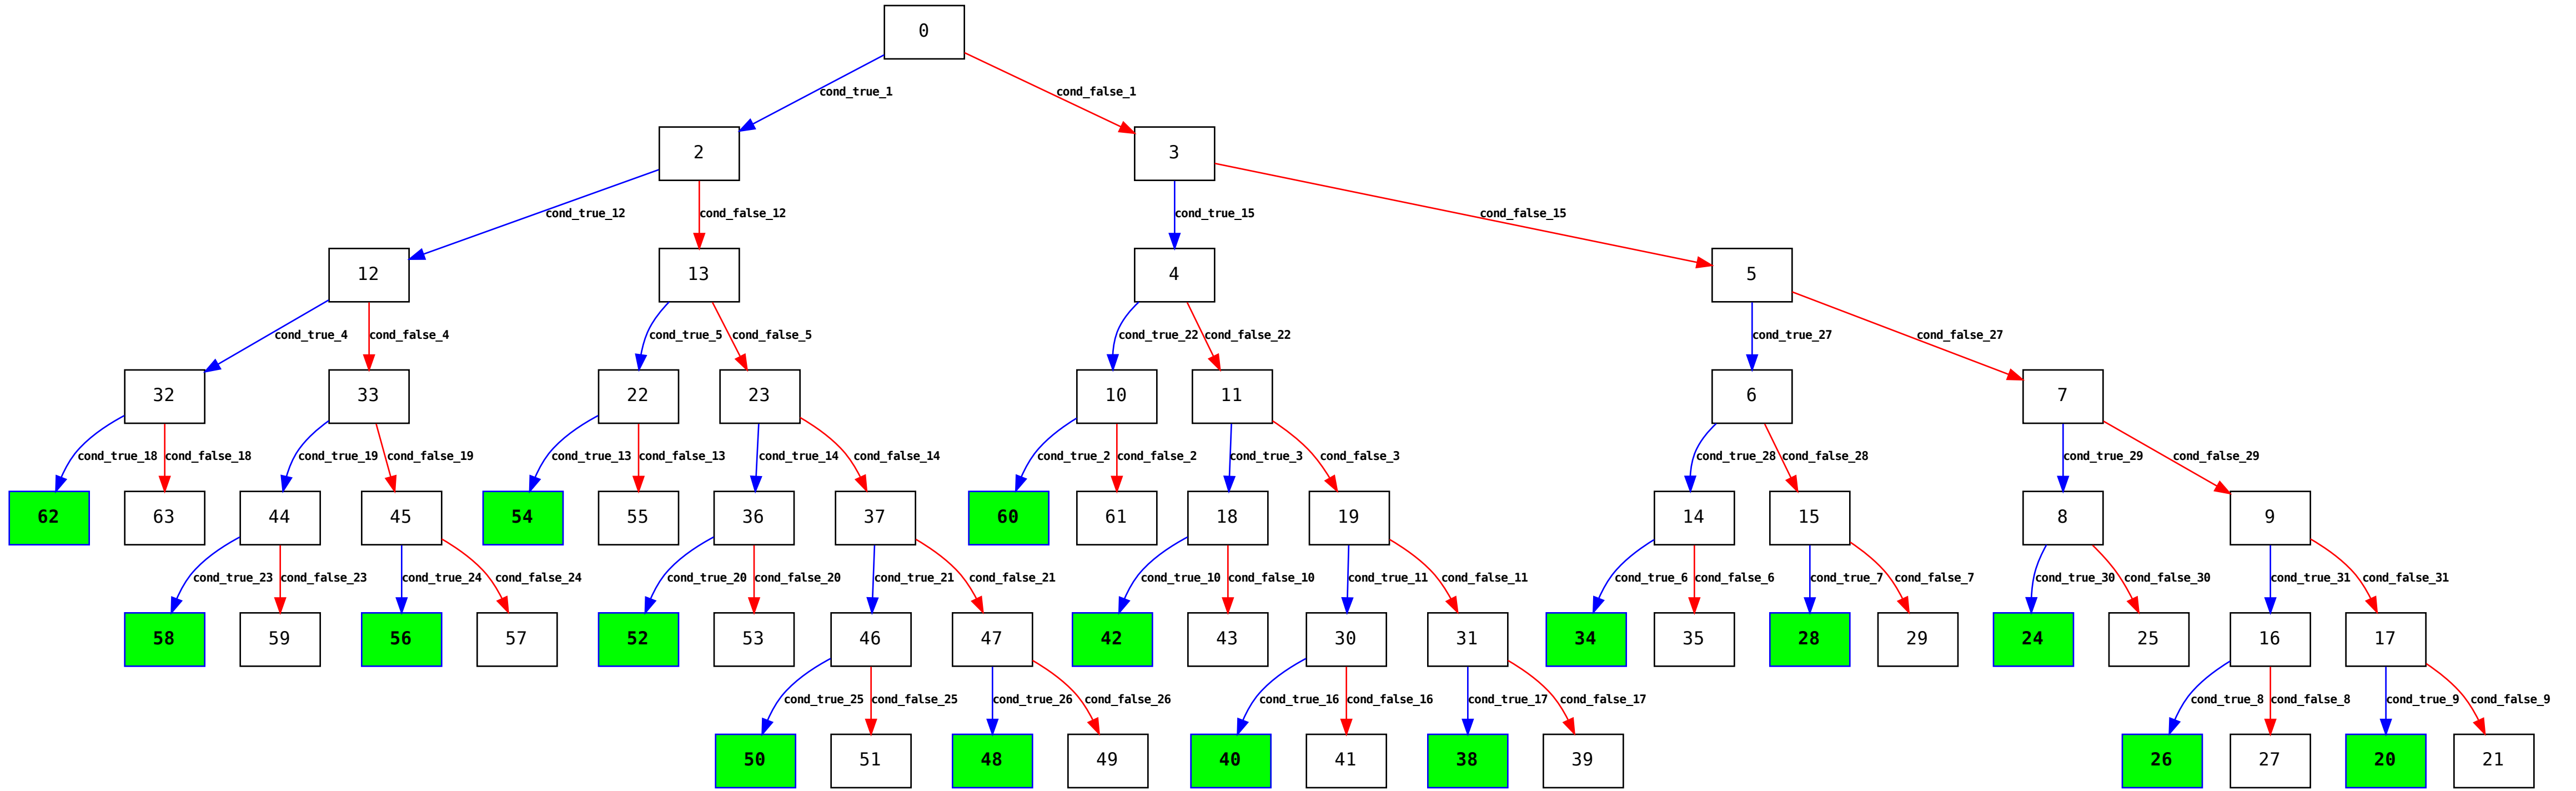 0
cond_true_1 cond_false_1
2 3
cond_true_12 cond_false_12 cond_true_15 cond_false_15
12 13 4 5
cond_true_4 cond_false_4 cond_true_5 cond_false_5 cond_true_22 cond_false_22 cond_true_27 cond_false_27
32 33 22 23 10 11 6 7
cond_true_18 cond_false_18 cond_true_19 cond_false_19 cond_true_13 cond_false_13 cond_true_14 cond_false_14 cond_true_2 cond_false_2 cond_true_3 cond_false_3 cond_true_28 cond_false_28 cond_true_29 cond_false_29
62 63 44 45 54 55 36 37 60 61 18 19 14 15 8 9
cond_true_23 cond_false_23 cond_true_24 cond_false_24 cond_true_20 cond_false_20 cond_true_21 cond_false_21 cond_true_10 cond_false_10 cond_true_11 cond_false_11 cond_true_6 cond_false_6 cond_true_7 cond_false_7 cond_true_30 cond_false_30 cond_true_31 cond_false_31
58 59 56 57 52 53 46 47 42 43 30 31 34 35 28 29 24 25 16 17
cond_true_25 cond_false_25 cond_true_26 cond_false_26 cond_true_16 cond_false_16 cond_true_17 cond_false_17 cond_true_8 cond_false_8 cond_true_9 cond_false_9
50 51 48 49 40 41 38 39 26 27 20 21